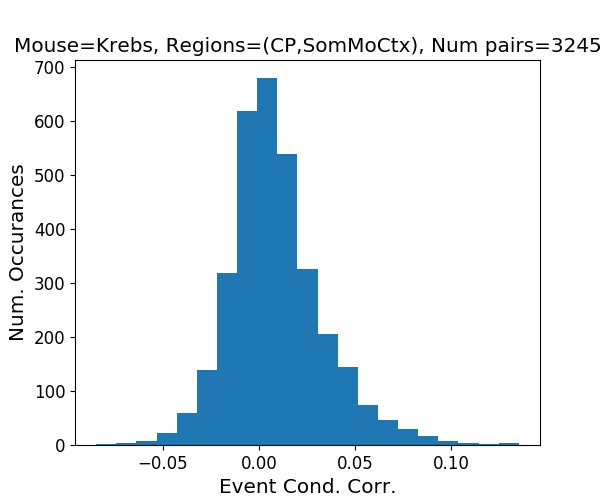 Mouse=Krebs, Regions=(CP,SomMoCtx), Num pairs=3245
700
600
500
400
300
200
100
0
Num. Occurances
−0.05 0.00 0.05 0.10
Event Cond. Corr.